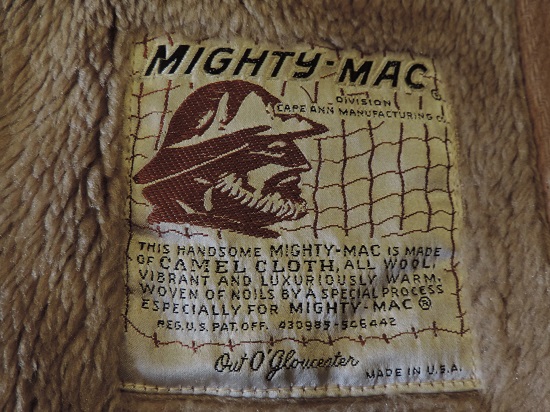 MIGHTY-MAC®
DIVISION
CAPE ANN MANUFACTURING CO.
THIS HANDSOME MIGHTY-MAC IS MADE
OF CAMEL CLOTH, ALL WOOL,
VIBRANT AND LUXURIOUSLY WARM.
WOVEN OF NOILS BY A SPECIAL PROCESS
ESPECIALLY FOR MIGHTY-MAC®
REG. U.S. PAT. OFF. 430985-546442
Out O' Gloucester
MADE IN U.S.A.